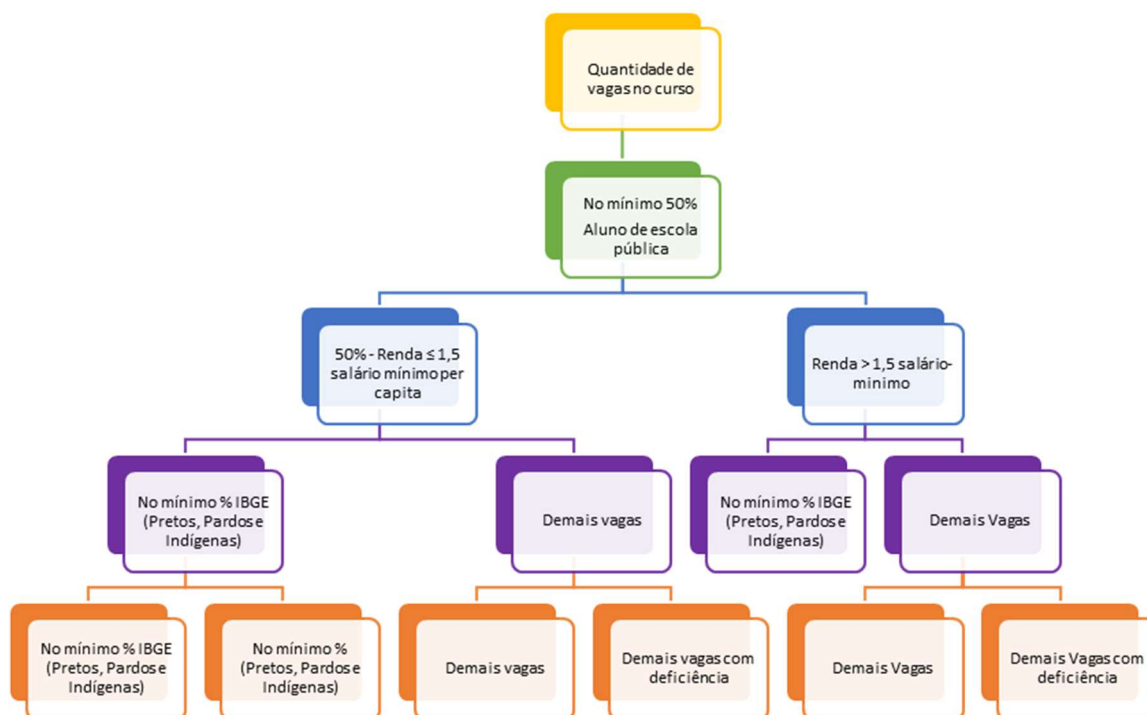 Quantidade de
vagas no curso
No mínimo 50%
Aluno de escola
pública
50% - Renda ≤ 1,5
salário mínimo per
capita
Renda > 1,5 salário-
minimo
No mínimo % IBGE
(Pretos, Pardos e
Indígenas)
Demais vagas
No mínimo % IBGE
(Pretos, Pardos e
Indígenas)
Demais Vagas
No mínimo % IBGE
(Pretos, Pardos e
Indígenas)
No mínimo %
(Pretos, Pardos e
Indígenas)
Demais vagas
Demais vagas com
deficiência
Demais Vagas
Demais Vagas com
deficiência